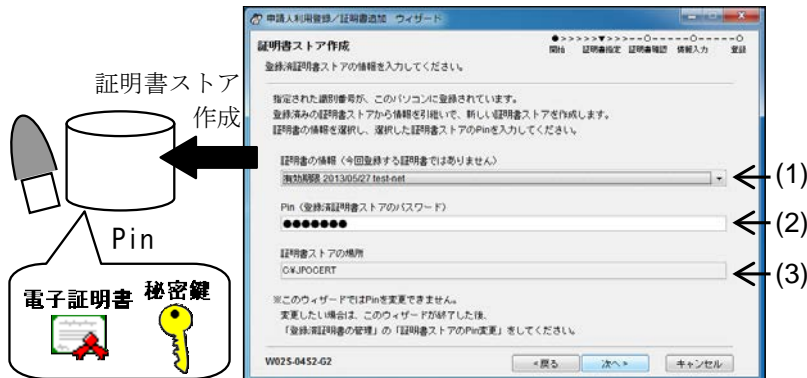 証明書ストア
作成
Pin
電子証明書
秘密鍵
申請人利用登録／証明書追加 ウィザード
証明書ストア作成
●>>>>>▼>>>--○-----○-----○
開始 証明書指定 証明書確認 情報入力 登録
登録済証明書ストアの情報を入力してください。
指定された識別番号が、このパソコンに登録されています。
登録済みの証明書ストアから情報を引継いで、新しい証明書ストアを作成します。
証明書の情報を選択し、選択した証明書ストアのPinを入力してください。
証明書の情報（今回登録する証明書ではありません）
有効期限 2013/05/27 test-net
(1)
Pin（登録済証明書ストアのパスワード）
●●●●●●●
(2)
証明書ストアの場所
C:¥JPOCERT
(3)
※このウィザードではPinを変更できません。
変更したい場合は、このウィザードが終了した後、
「登録済証明書の管理」の「証明書ストアのPin変更」をしてください。
W025-04S2-G2
<戻る 次へ> キャンセル